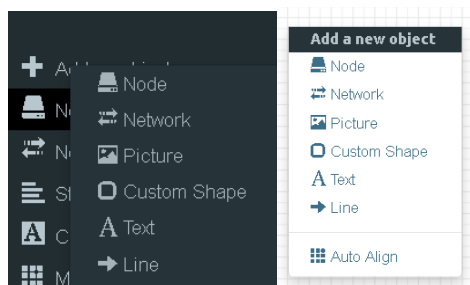 Node
Network
Picture
Custom Shape
Text
Line
Add a new object
Node
Network
Picture
Custom Shape
Text
Line
Auto Align